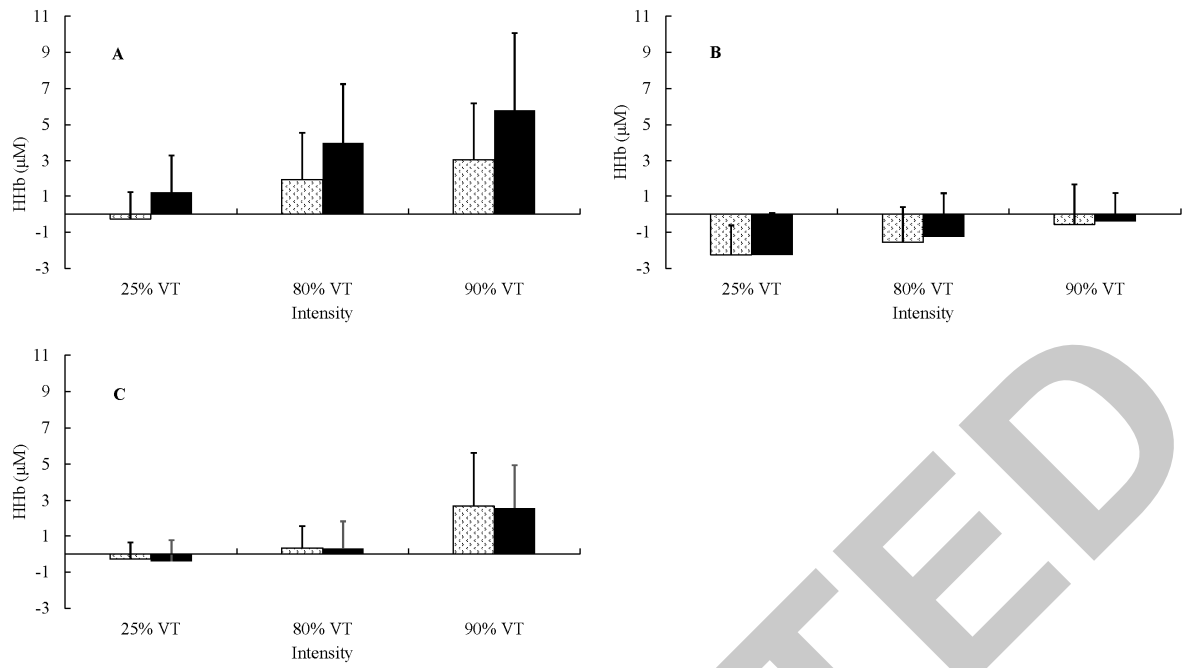 11
9
7
5
3
1
-1
-3
HHb (μM)
A
25% VT
80% VT
90% VT
Intensity
11
9
7
5
3
1
-1
-3
HHb (μM)
B
25% VT
80% VT
90% VT
Intensity
11
9
7
5
3
1
-1
-3
HHb (μM)
C
25% VT
80% VT
90% VT
Intensity
TED